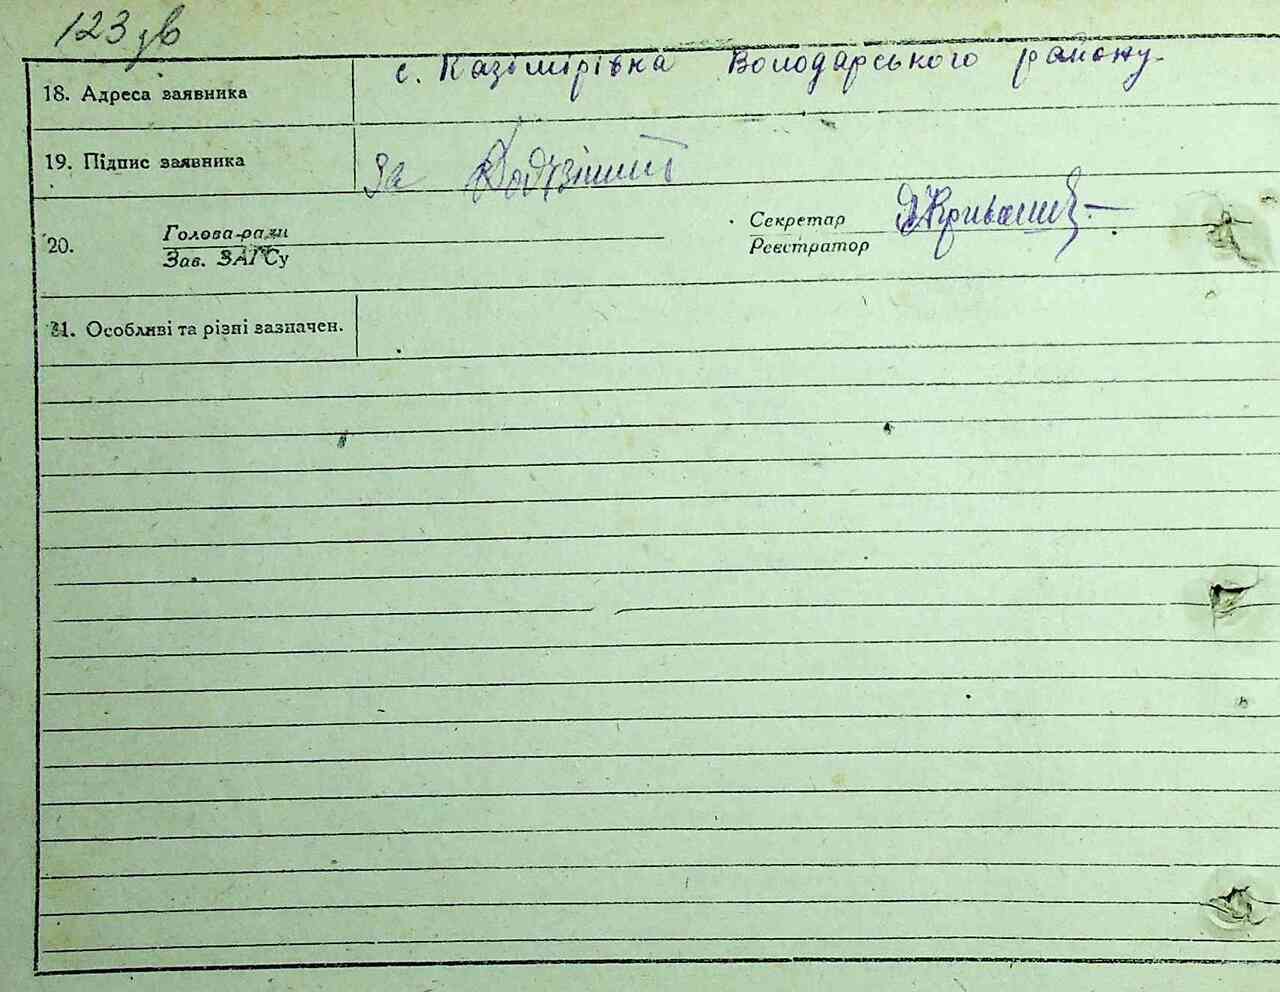 123 зв
18. Адреса заявника с. Казімірівка Володарського району.
19. Підпис заявника За
20. Голова ради Секретар
Зав. ЗАГСу Реєстратор
21. Особливі та різні зазначен.